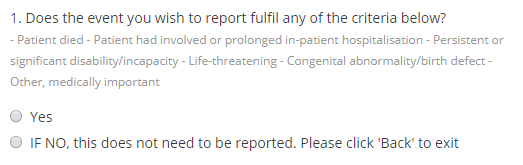 1. Does the event you wish to report fulfil any of the criteria below?
- Patient died - Patient had involved or prolonged in-patient hospitalisation - Persistent or
significant disability/incapacity - Life-threatening - Congenital abnormality/birth defect -
Other, medically important
Yes
IF NO, this does not need to be reported. Please click 'Back' to exit